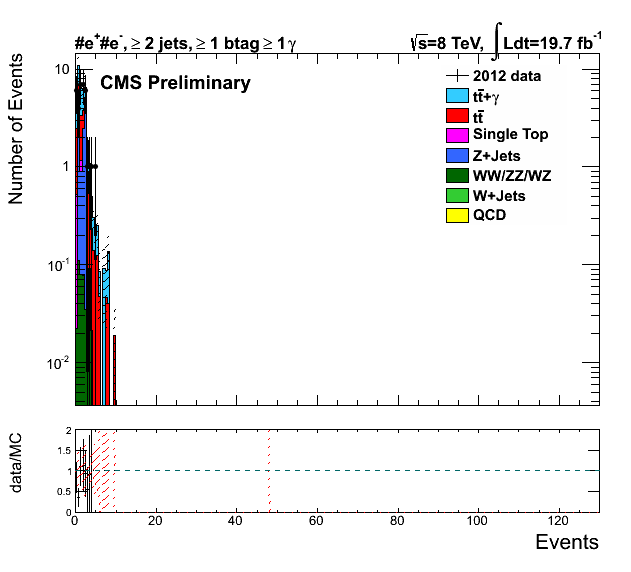 #e⁺#e⁻, ≥ 2 jets, ≥ 1 btag ≥ 1 γ
√s=8 TeV, ∫Ldt=19.7 fb⁻¹
CMS Preliminary
2012 data
tt̄+γ
tt̄
Single Top
Z+Jets
WW/ZZ/WZ
W+Jets
QCD
Number of Events
10
1
10⁻¹
10⁻²
data/MC
2
1.5
1
0.5
0
0 20 40 60 80 100 120
Events